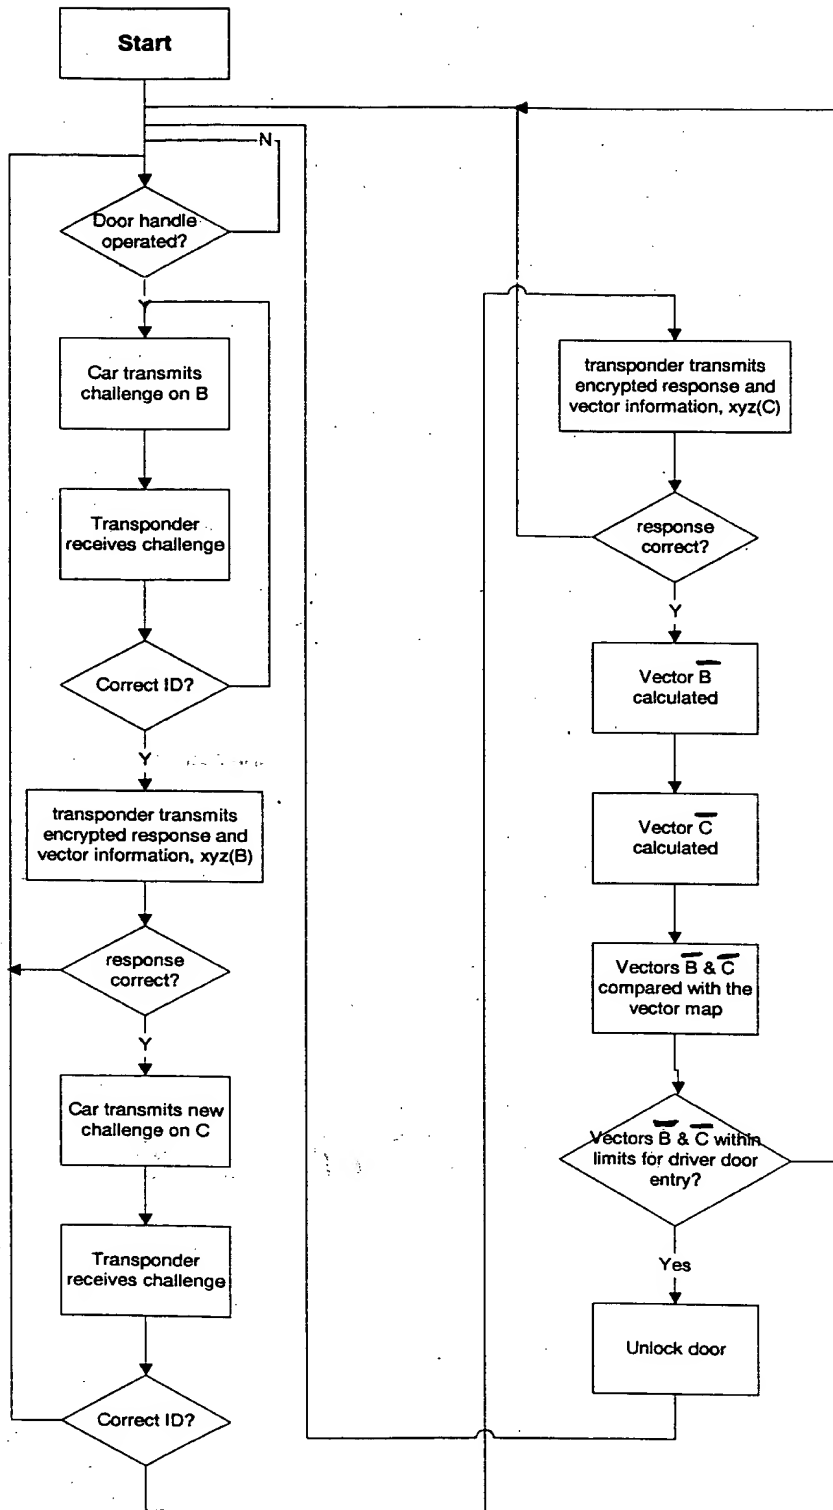 Start
N
Door handle
operated?
Y
Car transmits
challenge on B
Transponder
receives challenge
Correct ID?
Y
transponder transmits
encrypted response and
vector information, xyz(B)
response
correct?
Y
Car transmits new
challenge on C
Transponder
receives challenge
Correct ID?
transponder transmits
encrypted response and
vector information, xyz(C)
response
correct?
Y
Vector B̅
calculated
Vector C̅
calculated
Vectors B̅ & C̅
compared with the
vector map
Vectors B̅ & C̅ within
limits for driver door
entry?
Yes
Unlock door